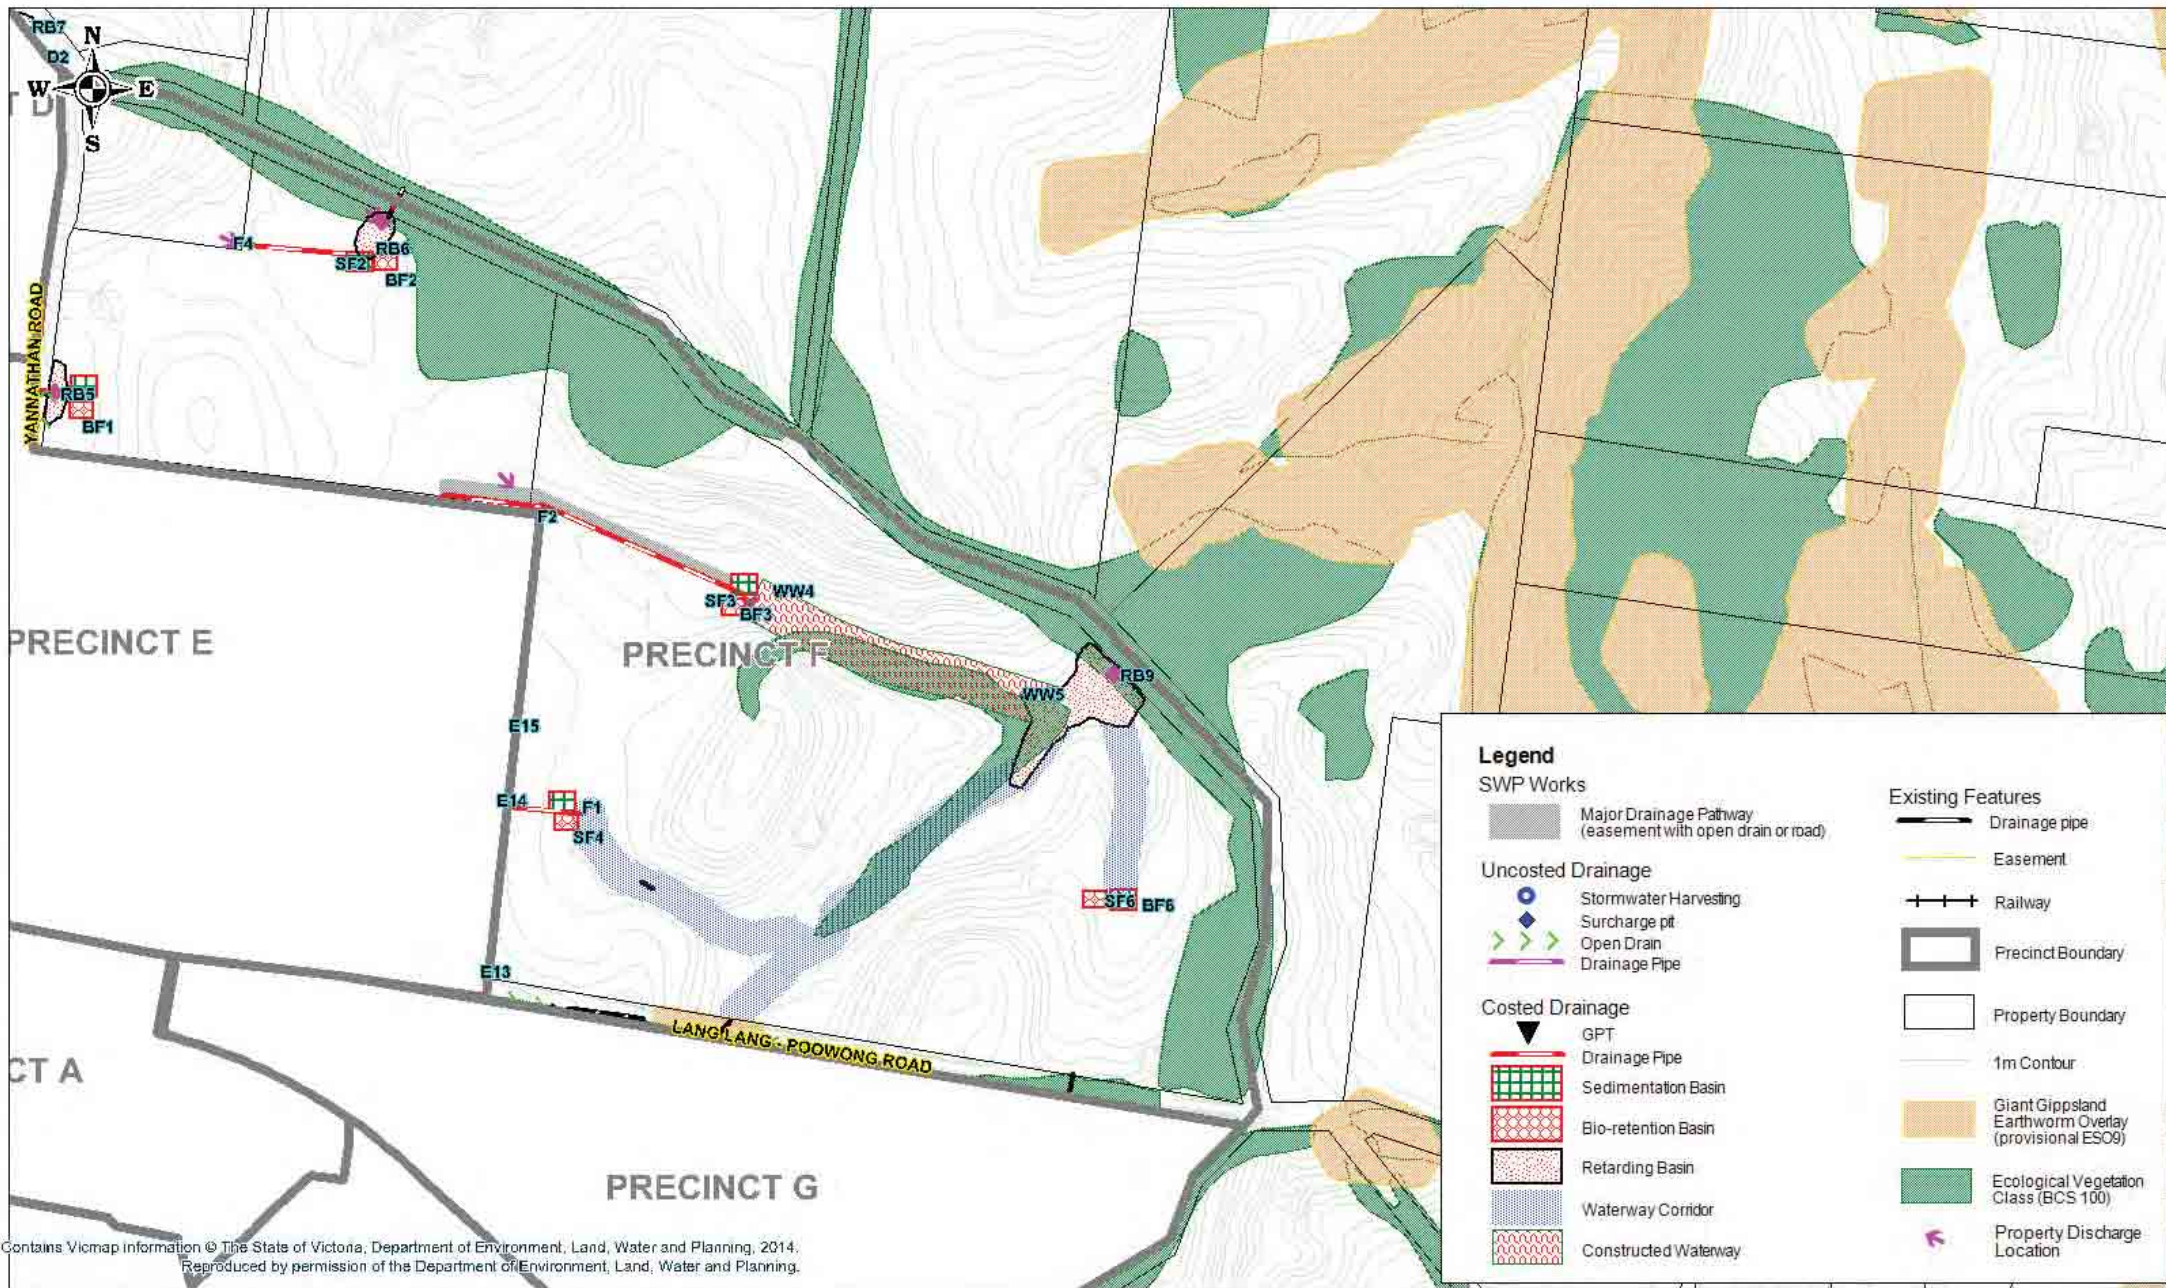 RB7
N
D2
W
E
S
T D
F4
RB6
SF2
BF2
YANNATHAN ROAD
RB5
BF1
F2
WW4
SF3
BF3
PRECINCT E
PRECINCT F
RB9
WW5
E15
E14
F1
SF4
SF6
BF6
E13
LANG LANG - POOWONG ROAD
CT A
PRECINCT G
Legend
SWP Works
Major Drainage Pathway
(easement with open drain or road)
Uncosted Drainage
Stormwater Harvesting
Surcharge pit
Open Drain
Drainage Pipe
Costed Drainage
GPT
Drainage Pipe
Sedimentation Basin
Bio-retention Basin
Retarding Basin
Waterway Corridor
Constructed Waterway
Existing Features
Drainage pipe
Easement
Railway
Precinct Boundary
Property Boundary
1m Contour
Giant Gippsland
Earthworm Overlay
(provisional ESO9)
Ecological Vegetation
Class (BCS 100)
Property Discharge
Location
Contains Vicmap information © The State of Victoria, Department of Environment, Land, Water and Planning, 2014.
Reproduced by permission of the Department of Environment, Land, Water and Planning.